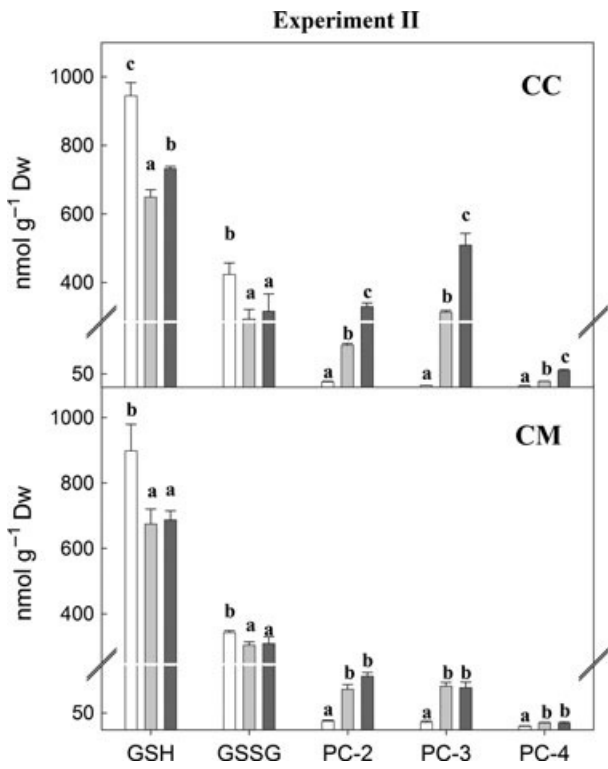 Experiment II
CC
1000
800
600
400
50
nmol g⁻¹ Dw
c a b
b a a
a b c
a b c
a b c
CM
1000
800
600
400
50
nmol g⁻¹ Dw
b a a
b a a
a b b
a b b
a b b
GSH GSSG PC-2 PC-3 PC-4